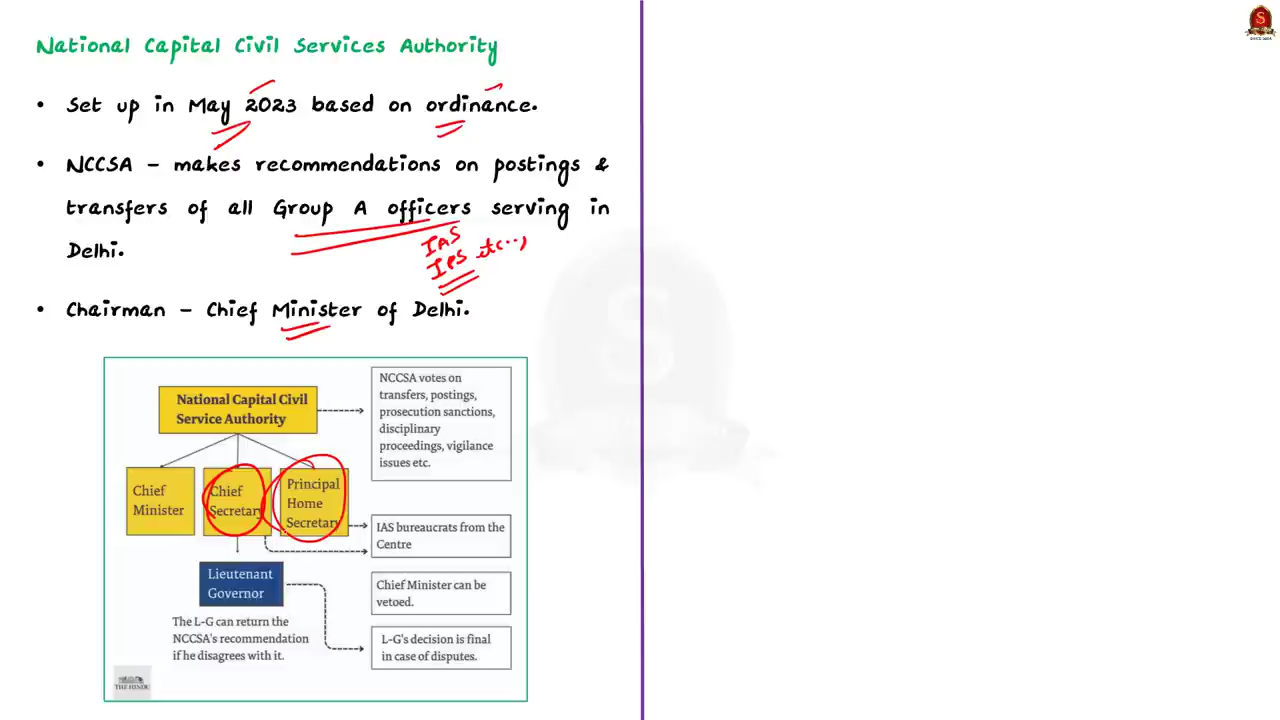 National Capital Civil Services Authority
• Set up in May 2023 based on ordinance.
• NCCSA – makes recommendations on postings &
transfers of all Group A officers serving in
Delhi.
IAS
IPS etc..,
• Chairman – Chief Minister of Delhi.
National Capital Civil
Service Authority
NCCSA votes on
transfers, postings,
prosecution sanctions,
disciplinary
proceedings, vigilance
issues etc.
Chief
Minister
Chief
Secretary
Principal
Home
Secretary
IAS bureaucrats from the
Centre
Lieutenant
Governor
Chief Minister can be
vetoed.
The L-G can return the
NCCSA's recommendation
if he disagrees with it.
L-G's decision is final
in case of disputes.
THE HINDU
S
SINCE 2004
S